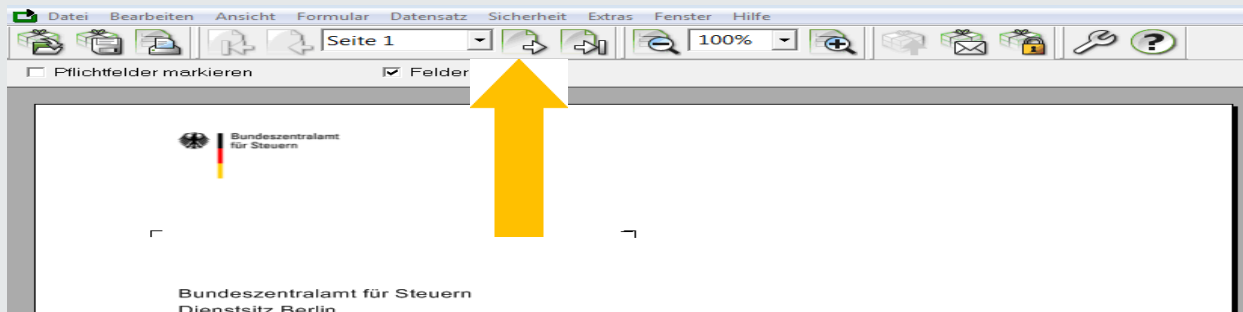 Datei Bearbeiten Ansicht Formular Datensatz Sicherheit Extras Fenster Hilfe
Seite 1 100% ?
Pflichtfelder markieren Felder
Bundeszentralamt
für Steuern
Bundeszentralamt für Steuern
Dienstsitz Berlin